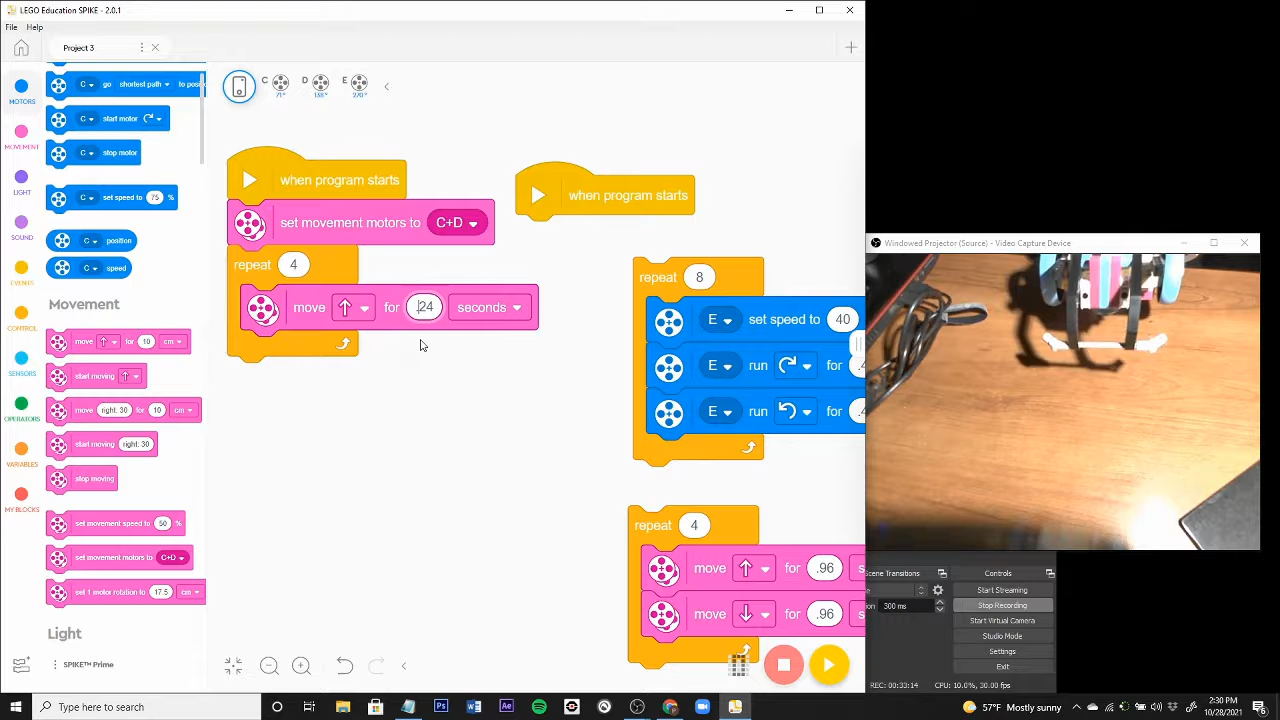 LEGO Education SPIKE - 2.0.1
File Help
Project 3
C go shortest path to posi
C start motor
C stop motor
C set speed to 75 %
C position
C speed
Movement
move for 10 cm
start moving
move right: 30 for 10 cm
start moving right: 30
stop moving
set movement speed to 50 %
set movement motors to C+D
set 1 motor rotation to 17.5 cm
Light
MOTORS
MOVEMENT
LIGHT
SOUND
EVENTS
CONTROL
SENSORS
OPERATORS
VARIABLES
MY BLOCKS
SPIKE™ Prime
C D E
71° 138° 270°
when program starts
set movement motors to C+D
repeat 4
move for 24 seconds
when program starts
repeat 8
E set speed to 40
E run for .4
E run for .4
repeat 4
move for .96 s
move for .96 s
Windowed Projector (Source) - Video Capture Device
Scene Transitions
300 ms
Controls
Start Streaming
Stop Recording
Start Virtual Camera
Studio Mode
Settings
Exit
REC: 00:33:14 CPU: 10.0%, 30.00 fps
Type here to search
57°F Mostly sunny
2:30 PM
10/28/2021